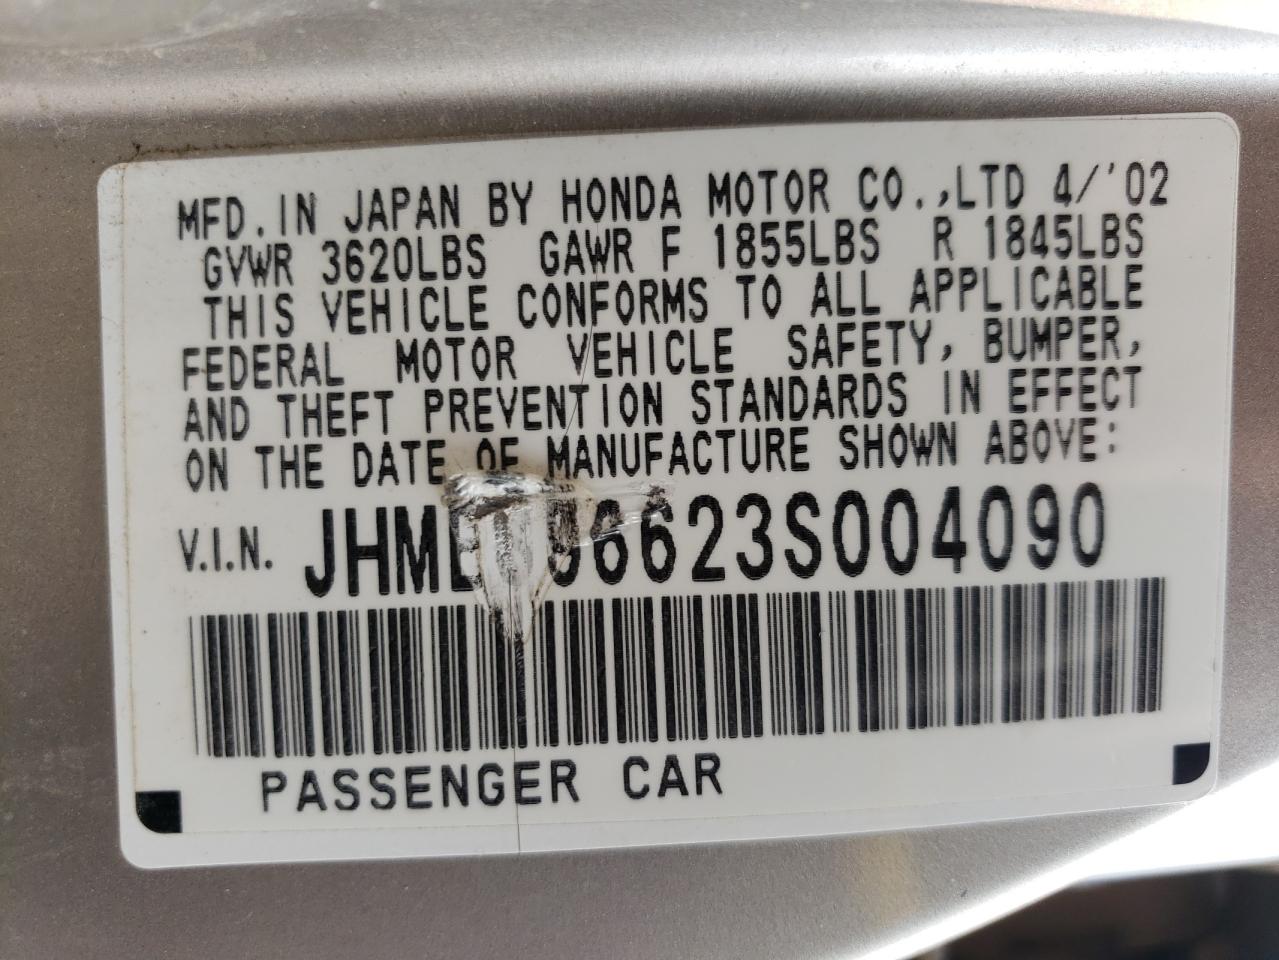 MFD. IN JAPAN BY HONDA MOTOR CO.,LTD 4/'02
GVWR 3620LBS GAWR F 1855LBS R 1845LBS
THIS VEHICLE CONFORMS TO ALL APPLICABLE
FEDERAL MOTOR VEHICLE SAFETY, BUMPER,
AND THEFT PREVENTION STANDARDS IN EFFECT
ON THE DATE OF MANUFACTURE SHOWN ABOVE:
V.I.N.
PASSENGER CAR